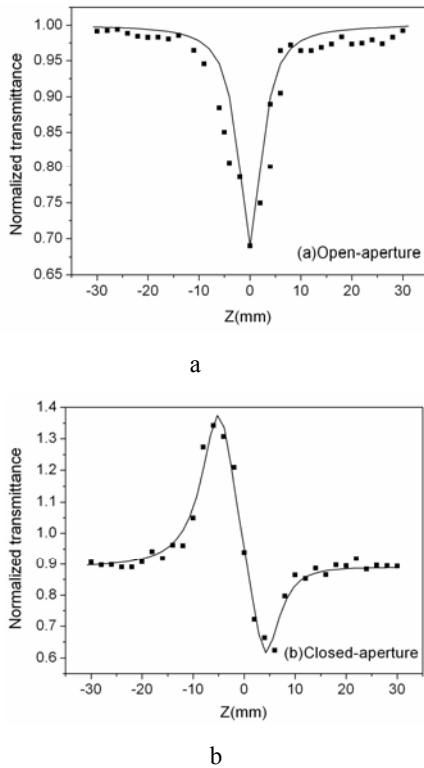 1.00
0.95
0.90
0.85
0.80
0.75
0.70
0.65
Normalized transmittance
(a)Open-aperture
-30 -20 -10 0 10 20 30
Z(mm)
a
1.4
1.3
1.2
1.1
1.0
0.9
0.8
0.7
0.6
Normalized transmittance
(b)Closed-aperture
-30 -20 -10 0 10 20 30
Z(mm)
b